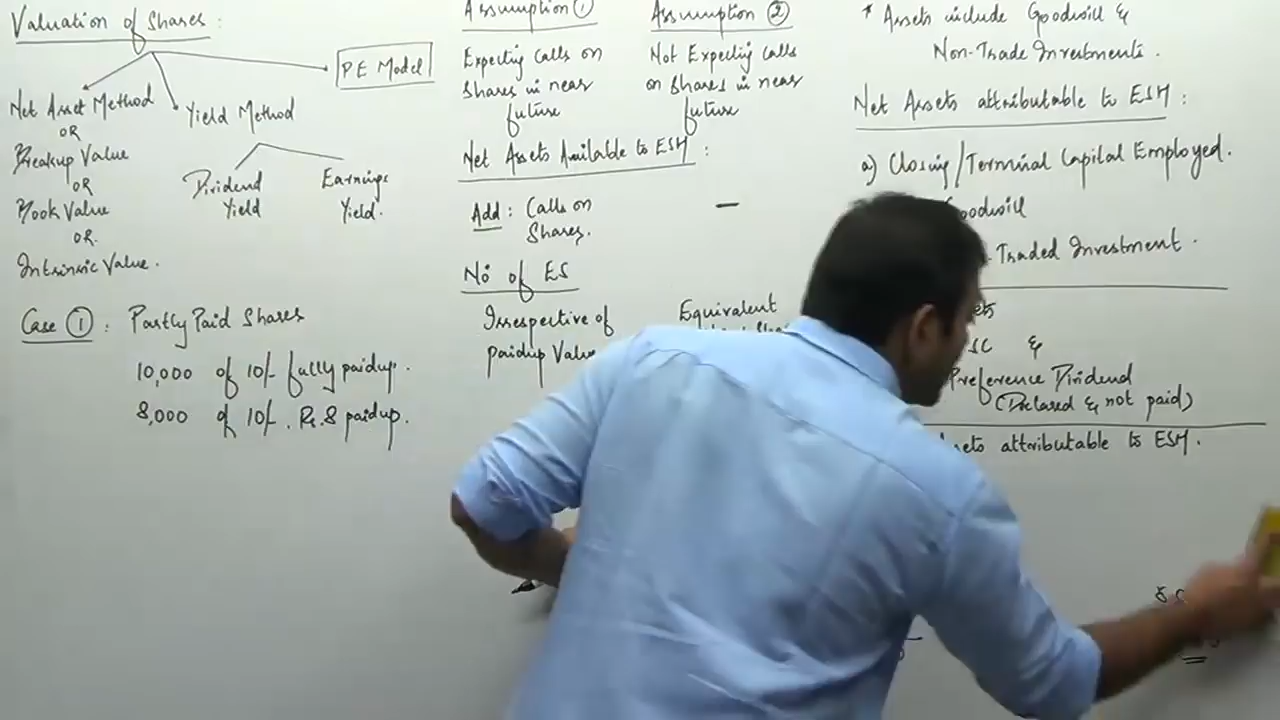 Valuation of Shares :
PE Model
Net Asset Method
OR
Breakup Value
OR
Book Value
OR.
Intrinsic Value.
Yield Method
Dividend
Yield
Earnings
Yield.
Case ① : Partly Paid Shares
10,000 of 10/- fully paidup.
8,000 of 10/-. Rs.8 paidup.
Assumption ①
Expecting Calls on
Shares in near
future
Assumption ②
Not Expecting Calls
on Shares in near
future
Net Assets Available to ESH :
Add : Calls on
Shares.
—
No of ES
Irrespective of
paidup Value
Equivalent
* Assets include Goodwill &
Non-Trade Investments.
Net Assets attributable to ESH :
a) Closing/Terminal Capital Employed.
Goodwill
Traded Investment.
&
Preference Dividend
(Declared & not paid)
attributable to ESH.